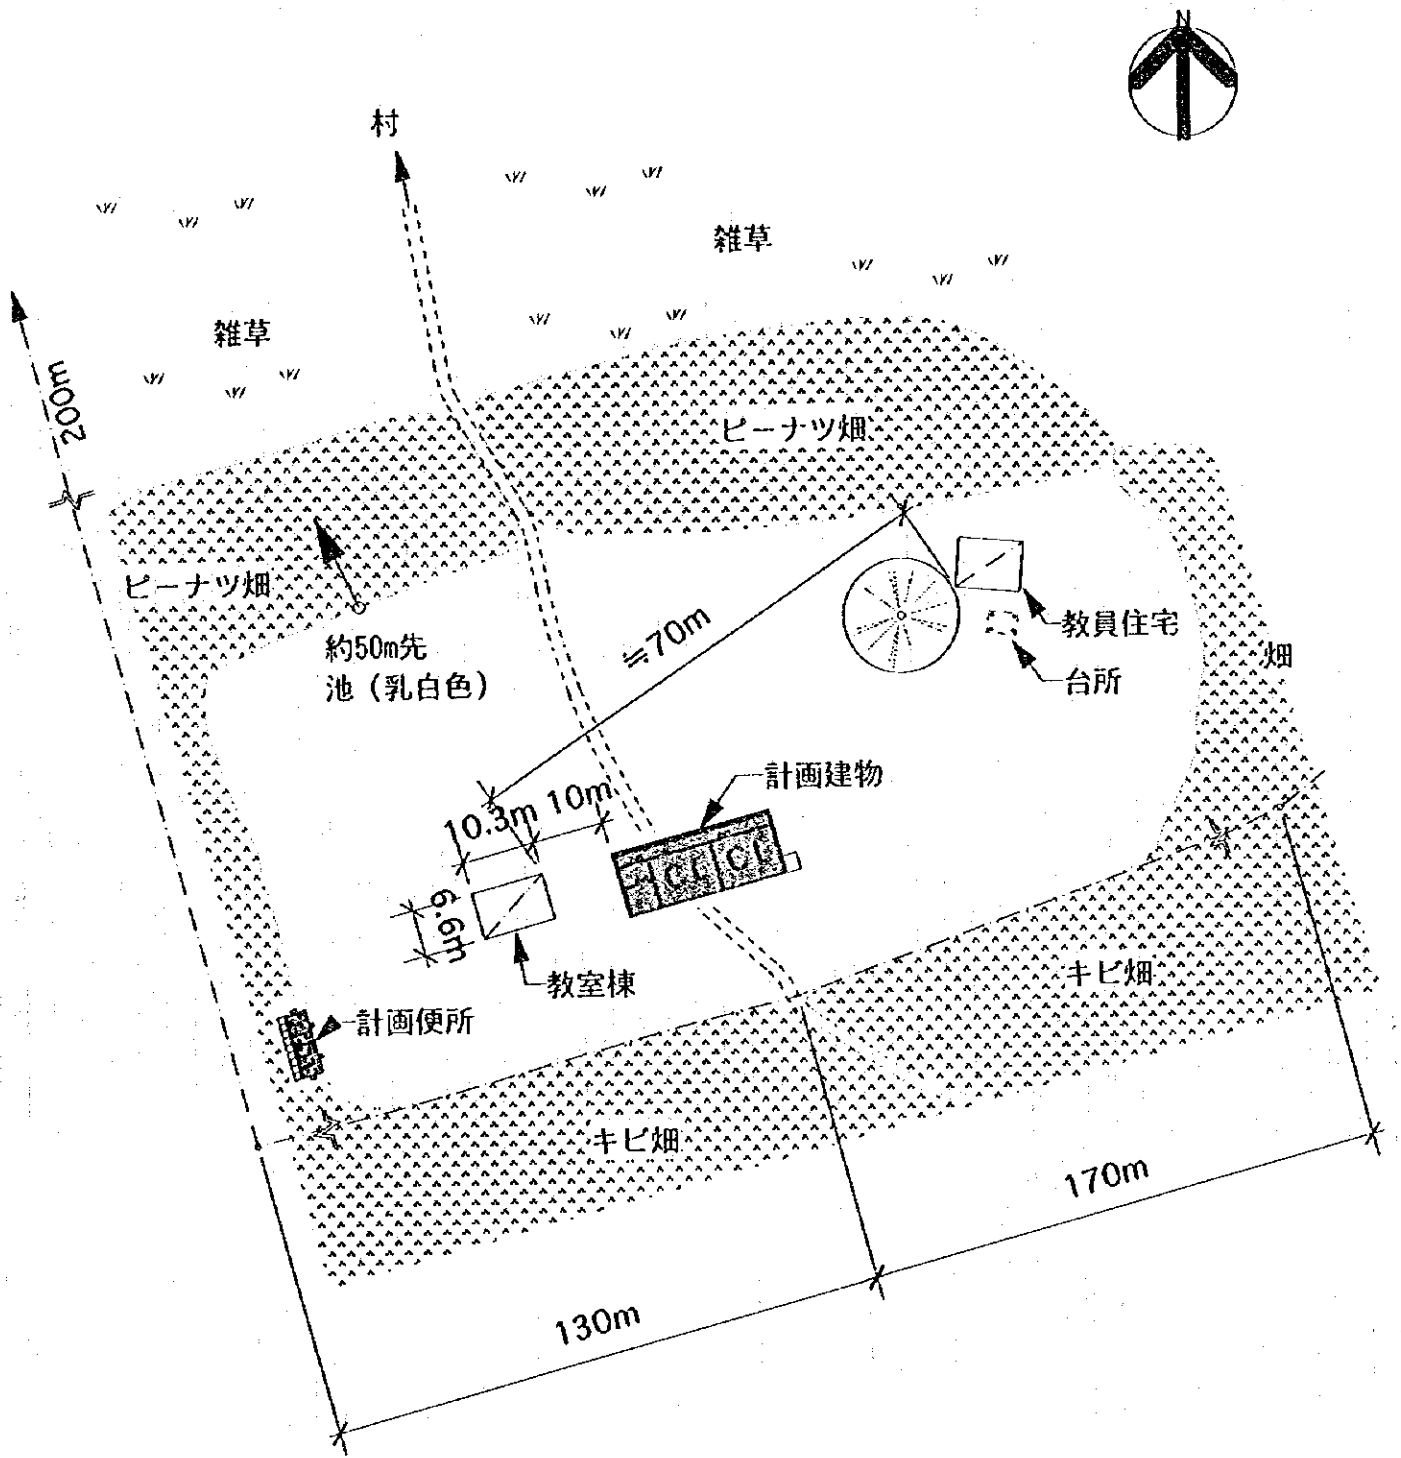 N
村
雑草
雑草
200m
ピーナツ畑
ピーナツ畑
約50m先
池（乳白色）
≒70m
教員住宅
台所
畑
計画建物
10.3m 10m
6.6m
CL
教室棟
キビ畑
計画便所
キビ畑
170m
130m